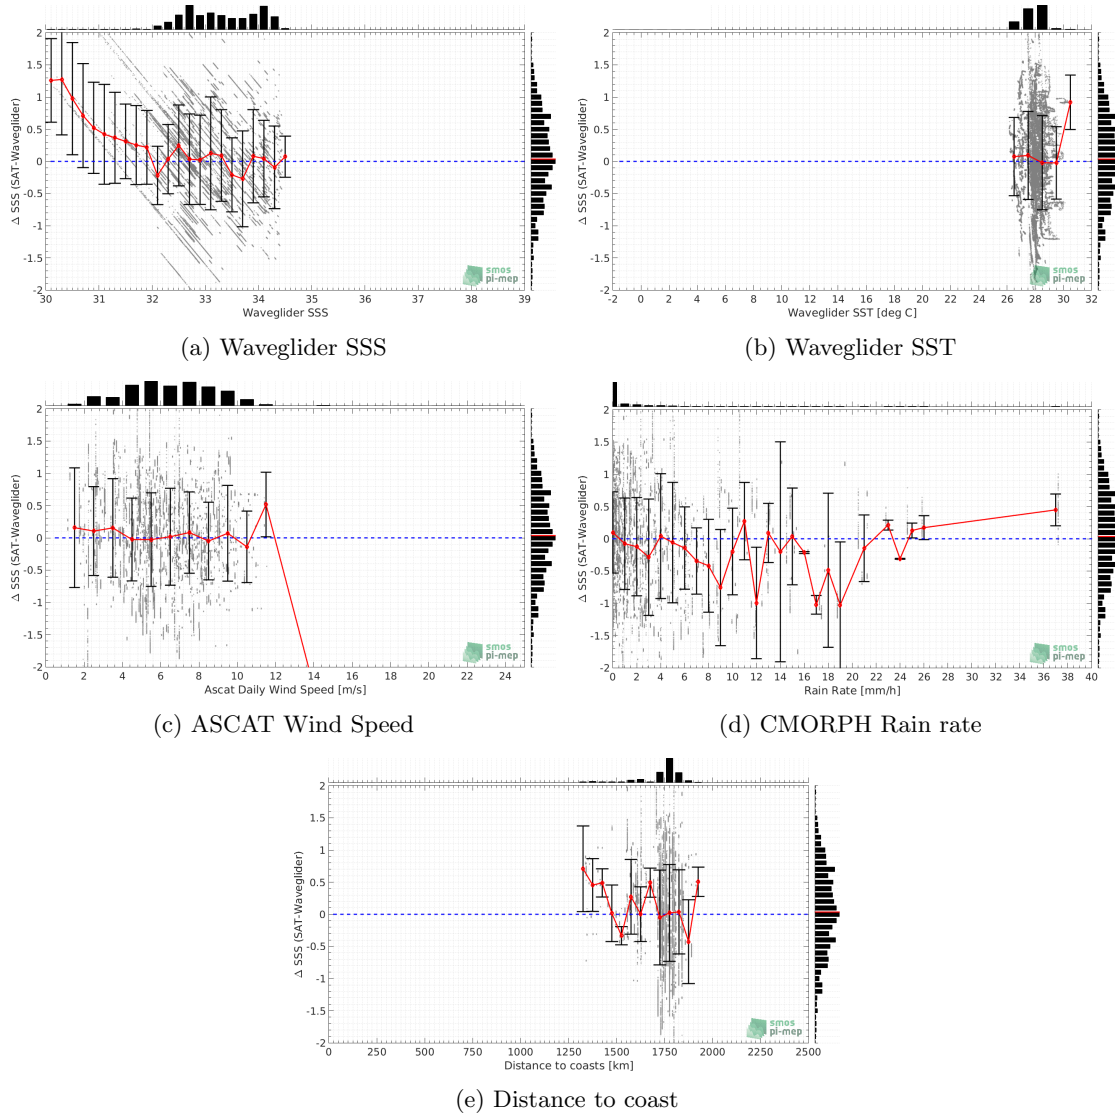 2
1.5
1
0.5
0
-0.5
-1
-1.5
-2
Δ SSS (SAT-Waveglider)
30 31 32 33 34 35 36 37 38 39
Waveglider SSS
smos
pi-mep
(a) Waveglider SSS
2
1.5
1
0.5
0
-0.5
-1
-1.5
-2
Δ SSS (SAT-Waveglider)
-2 0 2 4 6 8 10 12 14 16 18 20 22 24 26 28 30 32
Waveglider SST [deg C]
smos
pi-mep
(b) Waveglider SST
2
1.5
1
0.5
0
-0.5
-1
-1.5
-2
Δ SSS (SAT-Waveglider)
0 2 4 6 8 10 12 14 16 18 20 22 24
Ascat Daily Wind Speed [m/s]
smos
pi-mep
(c) ASCAT Wind Speed
2
1.5
1
0.5
0
-0.5
-1
-1.5
-2
Δ SSS (SAT-Waveglider)
0 2 4 6 8 10 12 14 16 18 20 22 24 26 28 30 32 34 36 38 40
Rain Rate [mm/h]
smos
pi-mep
(d) CMORPH Rain rate
2
1.5
1
0.5
0
-0.5
-1
-1.5
-2
Δ SSS (SAT-Waveglider)
0 250 500 750 1000 1250 1500 1750 2000 2250 2500
Distance to coasts [km]
smos
pi-mep
(e) Distance to coast